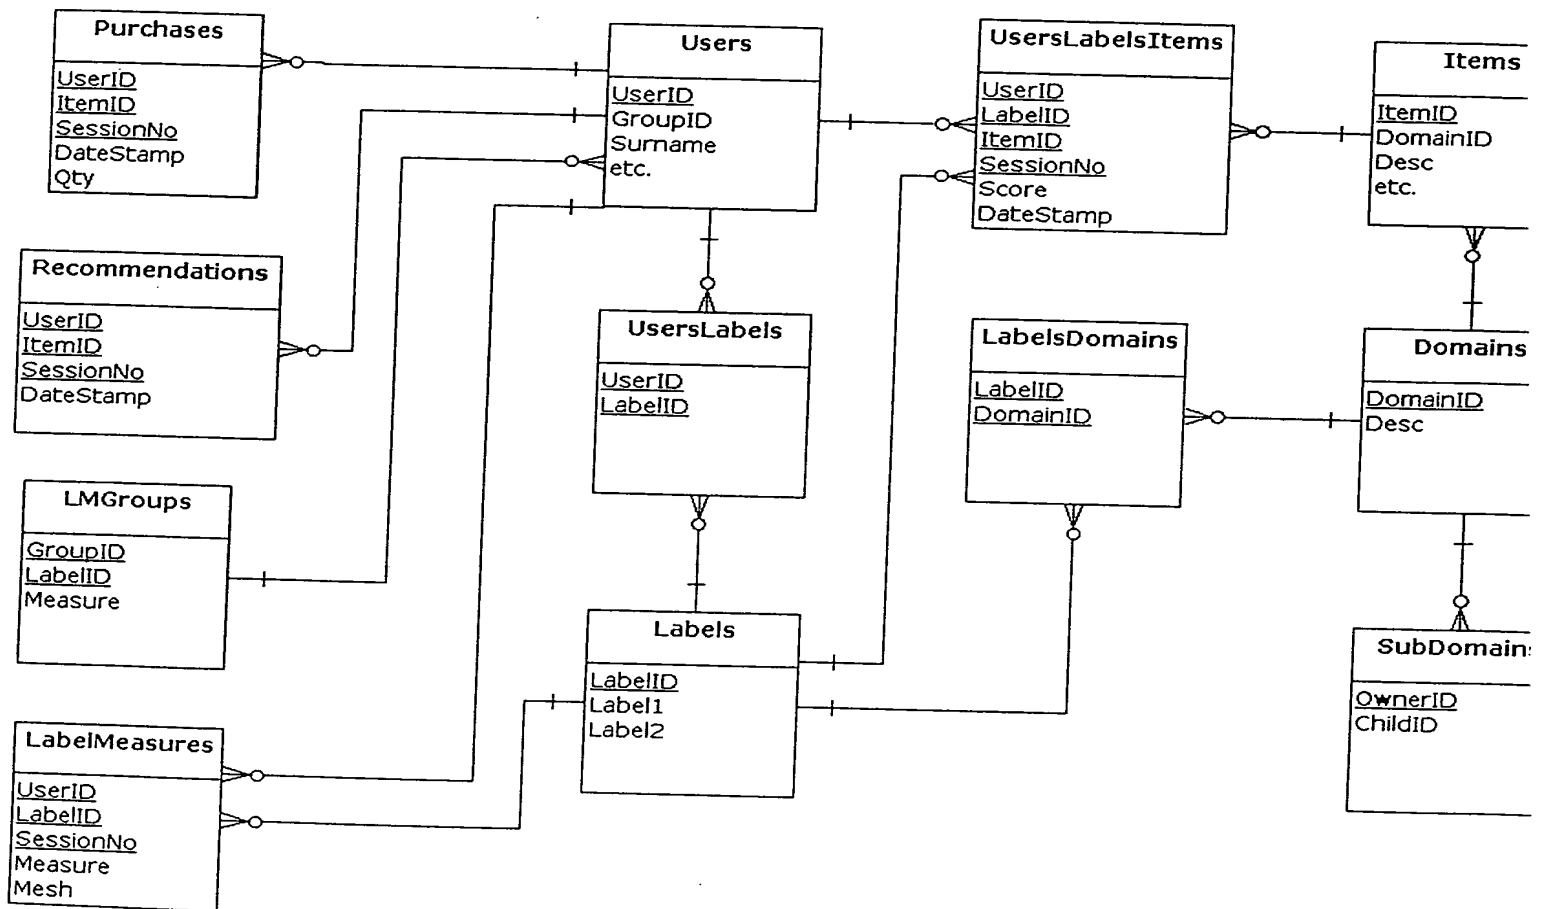 Purchases
UserID
ItemID
SessionNo
DateStamp
Qty
Users
UserID
GroupID
Surname
etc.
UsersLabelsItems
UserID
LabelID
ItemID
SessionNo
Score
DateStamp
Items
ItemID
DomainID
Desc
etc.
Recommendations
UserID
ItemID
SessionNo
DateStamp
UsersLabels
UserID
LabelID
LabelsDomains
LabelID
DomainID
Domains
DomainID
Desc
LMGroups
GroupID
LabelID
Measure
Labels
LabelID
Label1
Label2
SubDomain
OwnerID
ChildID
LabelMeasures
UserID
LabelID
SessionNo
Measure
Mesh